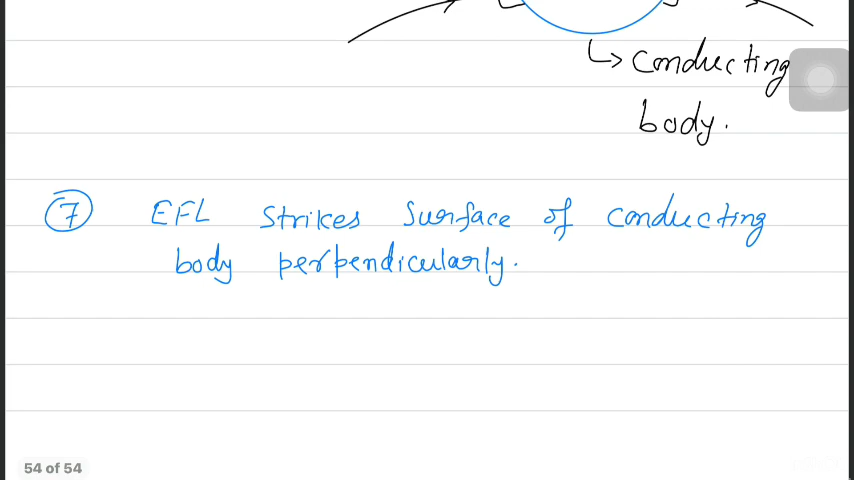 ↳ Conducting
body.
⑦ EFL Strikes Surface of Conducting
body perpendicularly.
54 of 54